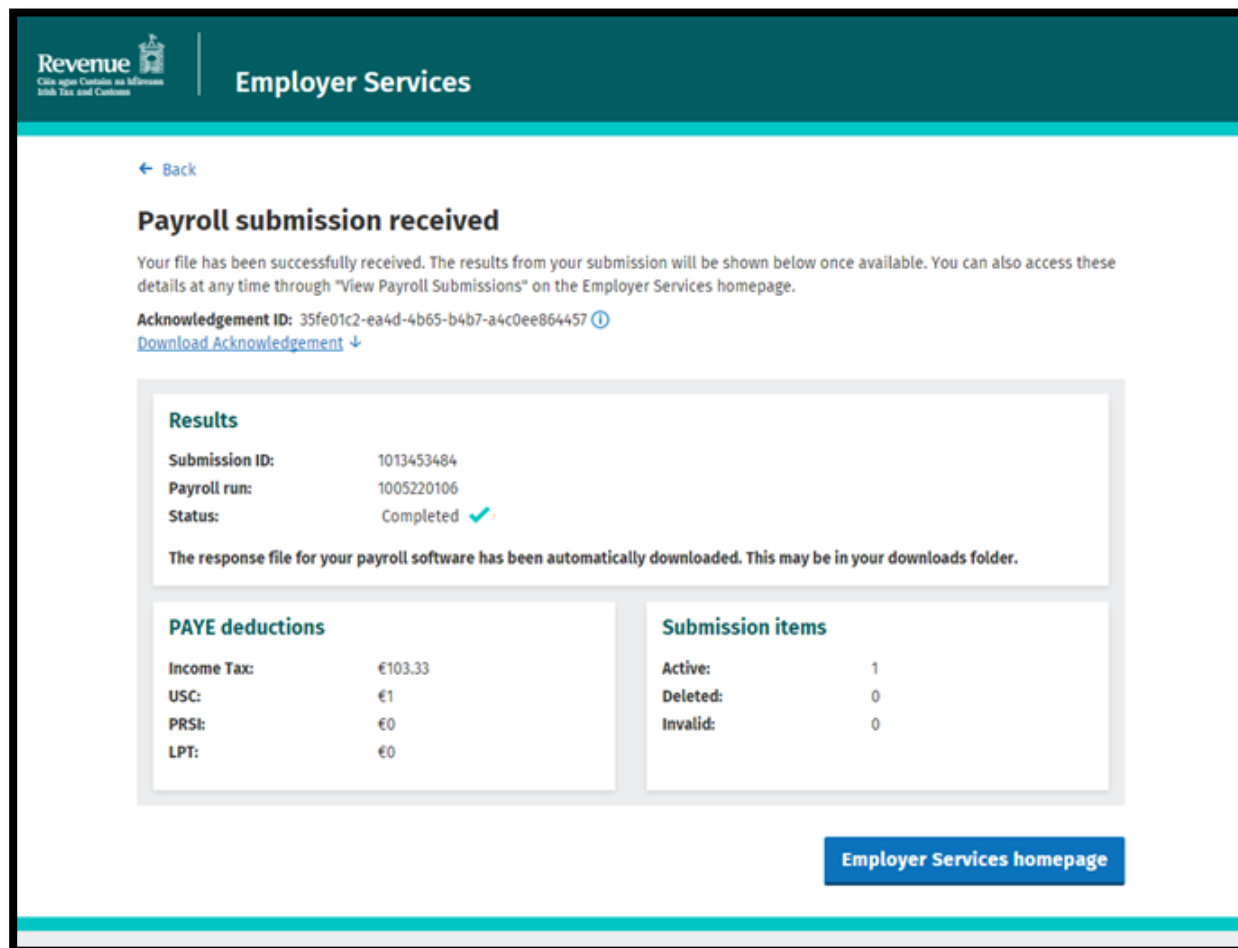 Revenue
Cáin agus Custaim na hÉireann
Irish Tax and Customs
Employer Services
← Back
Payroll submission received
Your file has been successfully received. The results from your submission will be shown below once available. You can also access these
details at any time through "View Payroll Submissions" on the Employer Services homepage.
Acknowledgement ID: 35fe01c2-ea4d-4b65-b4b7-a4c0ee864457
Download Acknowledgement ↓
Results
Submission ID: 1013453484
Payroll run: 1005220106
Status: Completed
The response file for your payroll software has been automatically downloaded. This may be in your downloads folder.
PAYE deductions
Income Tax: €103.33
USC: €1
PRSI: €0
LPT: €0
Submission items
Active: 1
Deleted: 0
Invalid: 0
Employer Services homepage